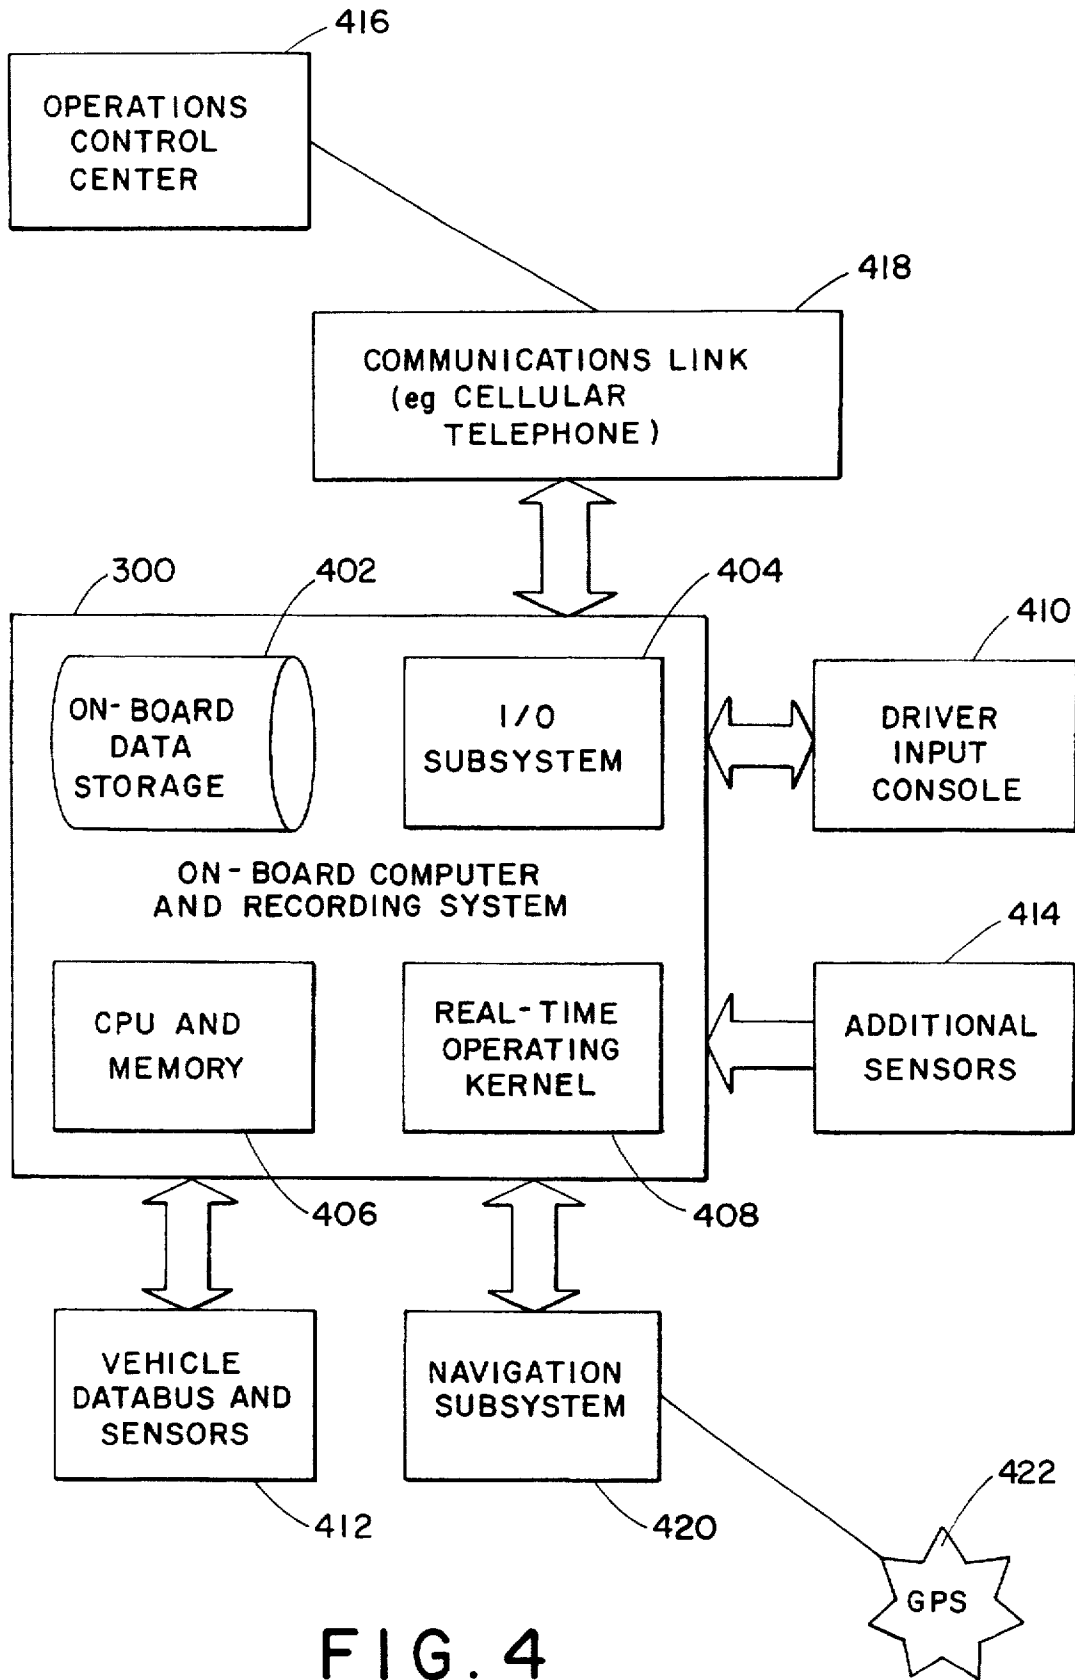 416
OPERATIONS
CONTROL
CENTER
418
COMMUNICATIONS LINK
(eg CELLULAR
TELEPHONE)
300
402
404
410
ON-BOARD
DATA
STORAGE
I/O
SUBSYSTEM
DRIVER
INPUT
CONSOLE
ON-BOARD COMPUTER
AND RECORDING SYSTEM
414
CPU AND
MEMORY
REAL-TIME
OPERATING
KERNEL
ADDITIONAL
SENSORS
406
408
VEHICLE
DATABUS AND
SENSORS
NAVIGATION
SUBSYSTEM
412
420
422
GPS
FIG. 4